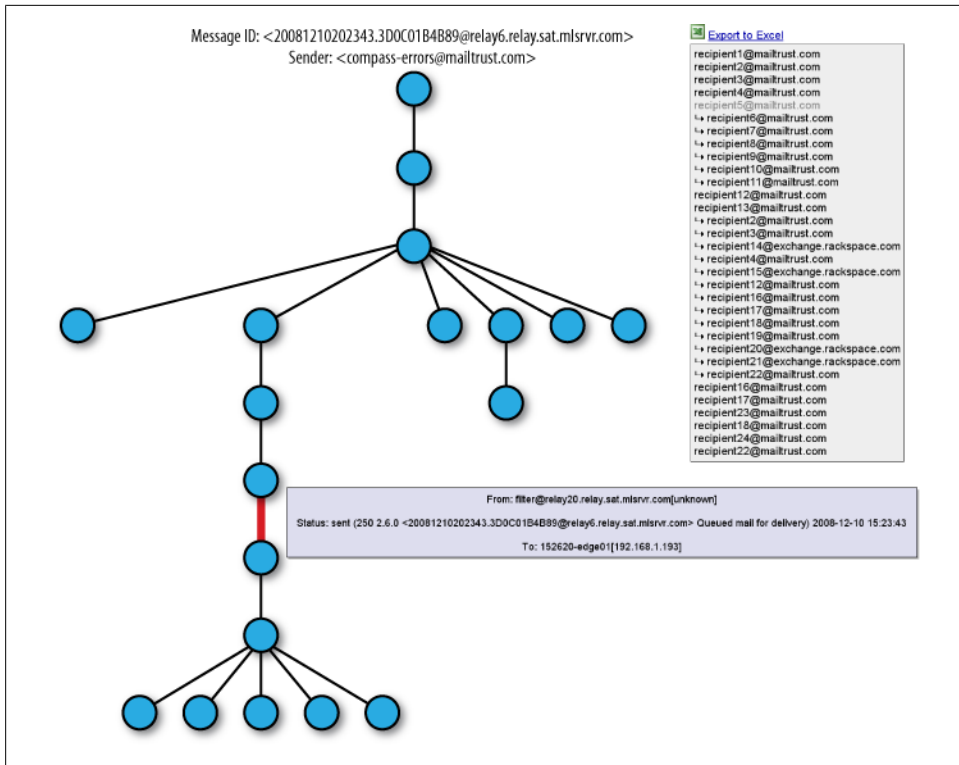 Message ID: <20081210202343.3D0C01B4B89@relay6.relay.sat.mlsrvr.com>
Sender: <compass-errors@mailtrust.com>
Export to Excel
recipient1@mailtrust.com
recipient2@mailtrust.com
recipient3@mailtrust.com
recipient4@mailtrust.com
recipient5@mailtrust.com
↳ recipient6@mailtrust.com
↳ recipient7@mailtrust.com
↳ recipient8@mailtrust.com
↳ recipient9@mailtrust.com
↳ recipient10@mailtrust.com
↳ recipient11@mailtrust.com
recipient12@mailtrust.com
recipient13@mailtrust.com
↳ recipient2@mailtrust.com
↳ recipient3@mailtrust.com
↳ recipient14@exchange.rackspace.com
↳ recipient4@mailtrust.com
↳ recipient15@exchange.rackspace.com
↳ recipient12@mailtrust.com
↳ recipient16@mailtrust.com
↳ recipient17@mailtrust.com
↳ recipient18@mailtrust.com
↳ recipient19@mailtrust.com
↳ recipient20@exchange.rackspace.com
↳ recipient21@exchange.rackspace.com
↳ recipient22@mailtrust.com
recipient16@mailtrust.com
recipient17@mailtrust.com
recipient23@mailtrust.com
recipient18@mailtrust.com
recipient24@mailtrust.com
recipient22@mailtrust.com
From: filter@relay20.relay.sat.mlsrvr.com[unknown]
Status: sent (250 2.6.0 <20081210202343.3D0C01B4B89@relay6.relay.sat.mlsrvr.com> Queued mail for delivery) 2008-12-10 15:23:43
To: 152620-edge01[192.168.1.193]